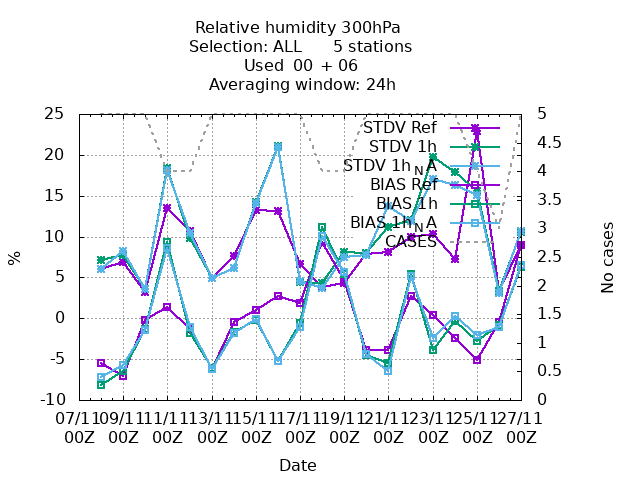 Relative humidity 300hPa
Selection: ALL 5 stations
Used 00 + 06
Averaging window: 24h
25
20
15
10
5
0
-5
-10
%
5
4.5
4
3.5
3
2.5
2
1.5
1
0.5
0
No cases
STDV Ref
STDV 1h
STDV 1hNA
BIAS Ref
BIAS 1h
BIAS 1hNA
CASES
07/11 09/11 11/11 13/11 15/11 17/11 19/11 21/11 23/11 25/11 27/11
00Z 00Z 00Z 00Z 00Z 00Z 00Z 00Z 00Z 00Z 00Z
Date